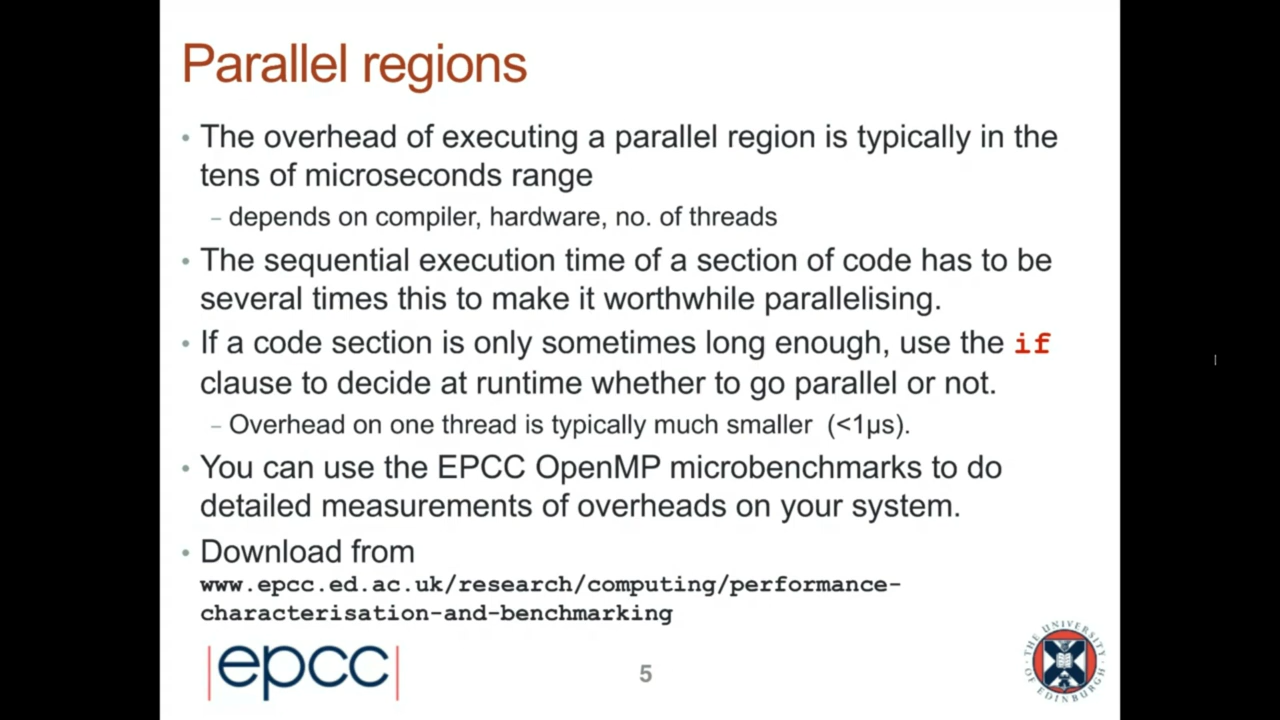 Parallel regions
• The overhead of executing a parallel region is typically in the
tens of microseconds range
– depends on compiler, hardware, no. of threads
• The sequential execution time of a section of code has to be
several times this to make it worthwhile parallelising.
• If a code section is only sometimes long enough, use the if
clause to decide at runtime whether to go parallel or not.
– Overhead on one thread is typically much smaller (<1µs).
• You can use the EPCC OpenMP microbenchmarks to do
detailed measurements of overheads on your system.
• Download from
www.epcc.ed.ac.uk/research/computing/performance-
characterisation-and-benchmarking
|epcc|
5
THE UNIVERSITY
OF EDINBURGH